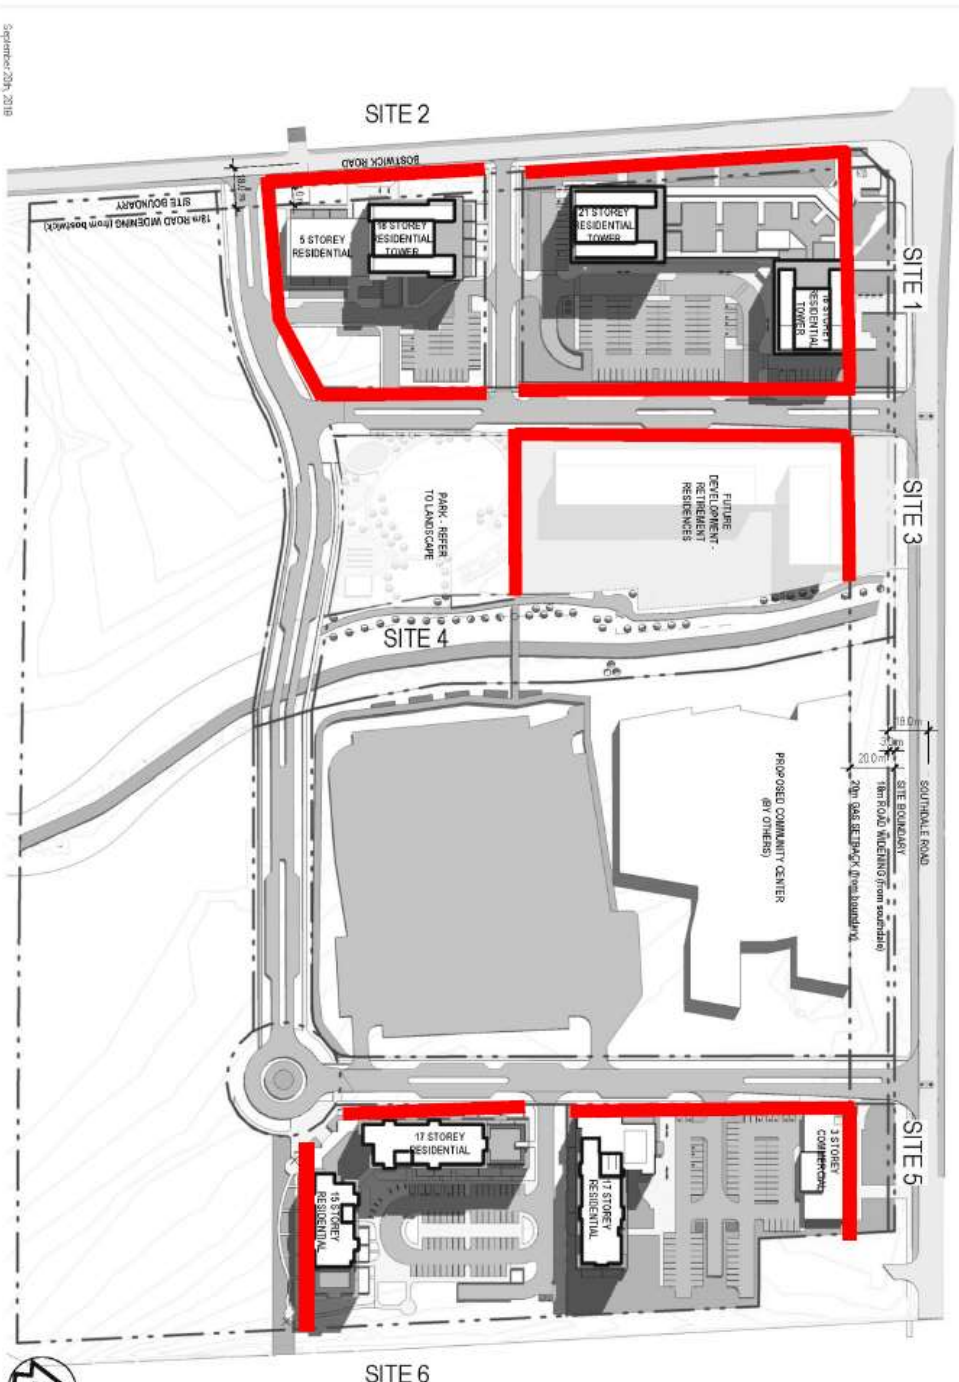 September 20th, 2018
SITE 2
BOSTWICK ROAD
SITE BOUNDARY
18m ROAD WIDENING (from bostwick)
5 STOREY
RESIDENTIAL
18 STOREY
RESIDENTIAL
TOWER
21 STOREY
RESIDENTIAL
TOWER
RESIDENTIAL
TOWER
SITE 1
SITE 3
FUTURE
DEVELOPMENT -
RETIREMENT
RESIDENCES
PARK - REFER
TO LANDSCAPE
SITE 4
18.0m
20.0m
SOUTHDALE ROAD
SITE BOUNDARY
18m ROAD WIDENING (from southdale)
20m GAS SETBACK (from boundary)
PROPOSED COMMUNITY CENTER
(BY OTHERS)
SITE 5
3 STOREY
COMMERCIAL
17 STOREY
RESIDENTIAL
17 STOREY
RESIDENTIAL
15 STOREY
RESIDENTIAL
SITE 6